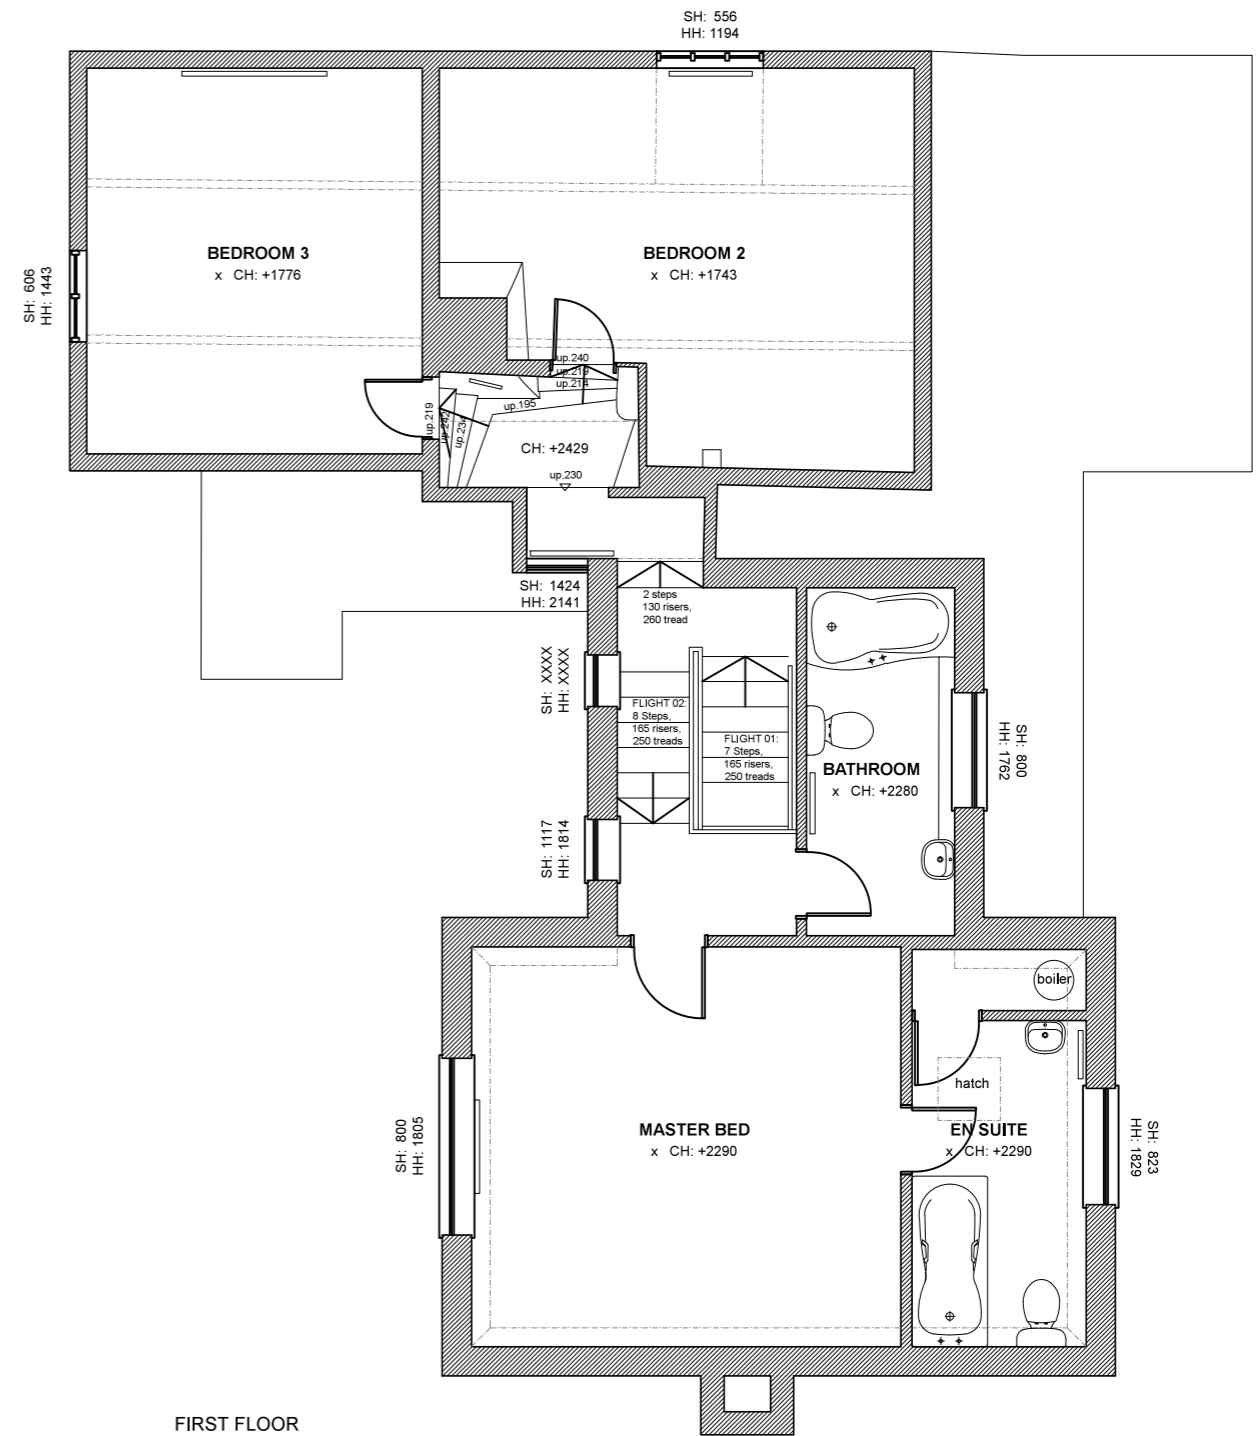 SH: 556
HH: 1194
BEDROOM 3
x CH: +1776
BEDROOM 2
x CH: +1743
SH: 606
HH: 1443
up.240
up.219
up.214
up.195
up.219
up.242
up.234
CH: +2429
up.230
SH: 1424
HH: 2141
2 steps
130 risers,
260 tread
SH: XXXX
HH: XXXX
FLIGHT 02:
8 Steps,
165 risers,
250 treads
FLIGHT 01:
7 Steps,
165 risers,
250 treads
BATHROOM
x CH: +2280
SH: 800
HH: 1762
SH: 1117
HH: 1814
boiler
hatch
MASTER BED
x CH: +2290
EN SUITE
x CH: +2290
SH: 800
HH: 1805
SH: 823
HH: 1829
FIRST FLOOR